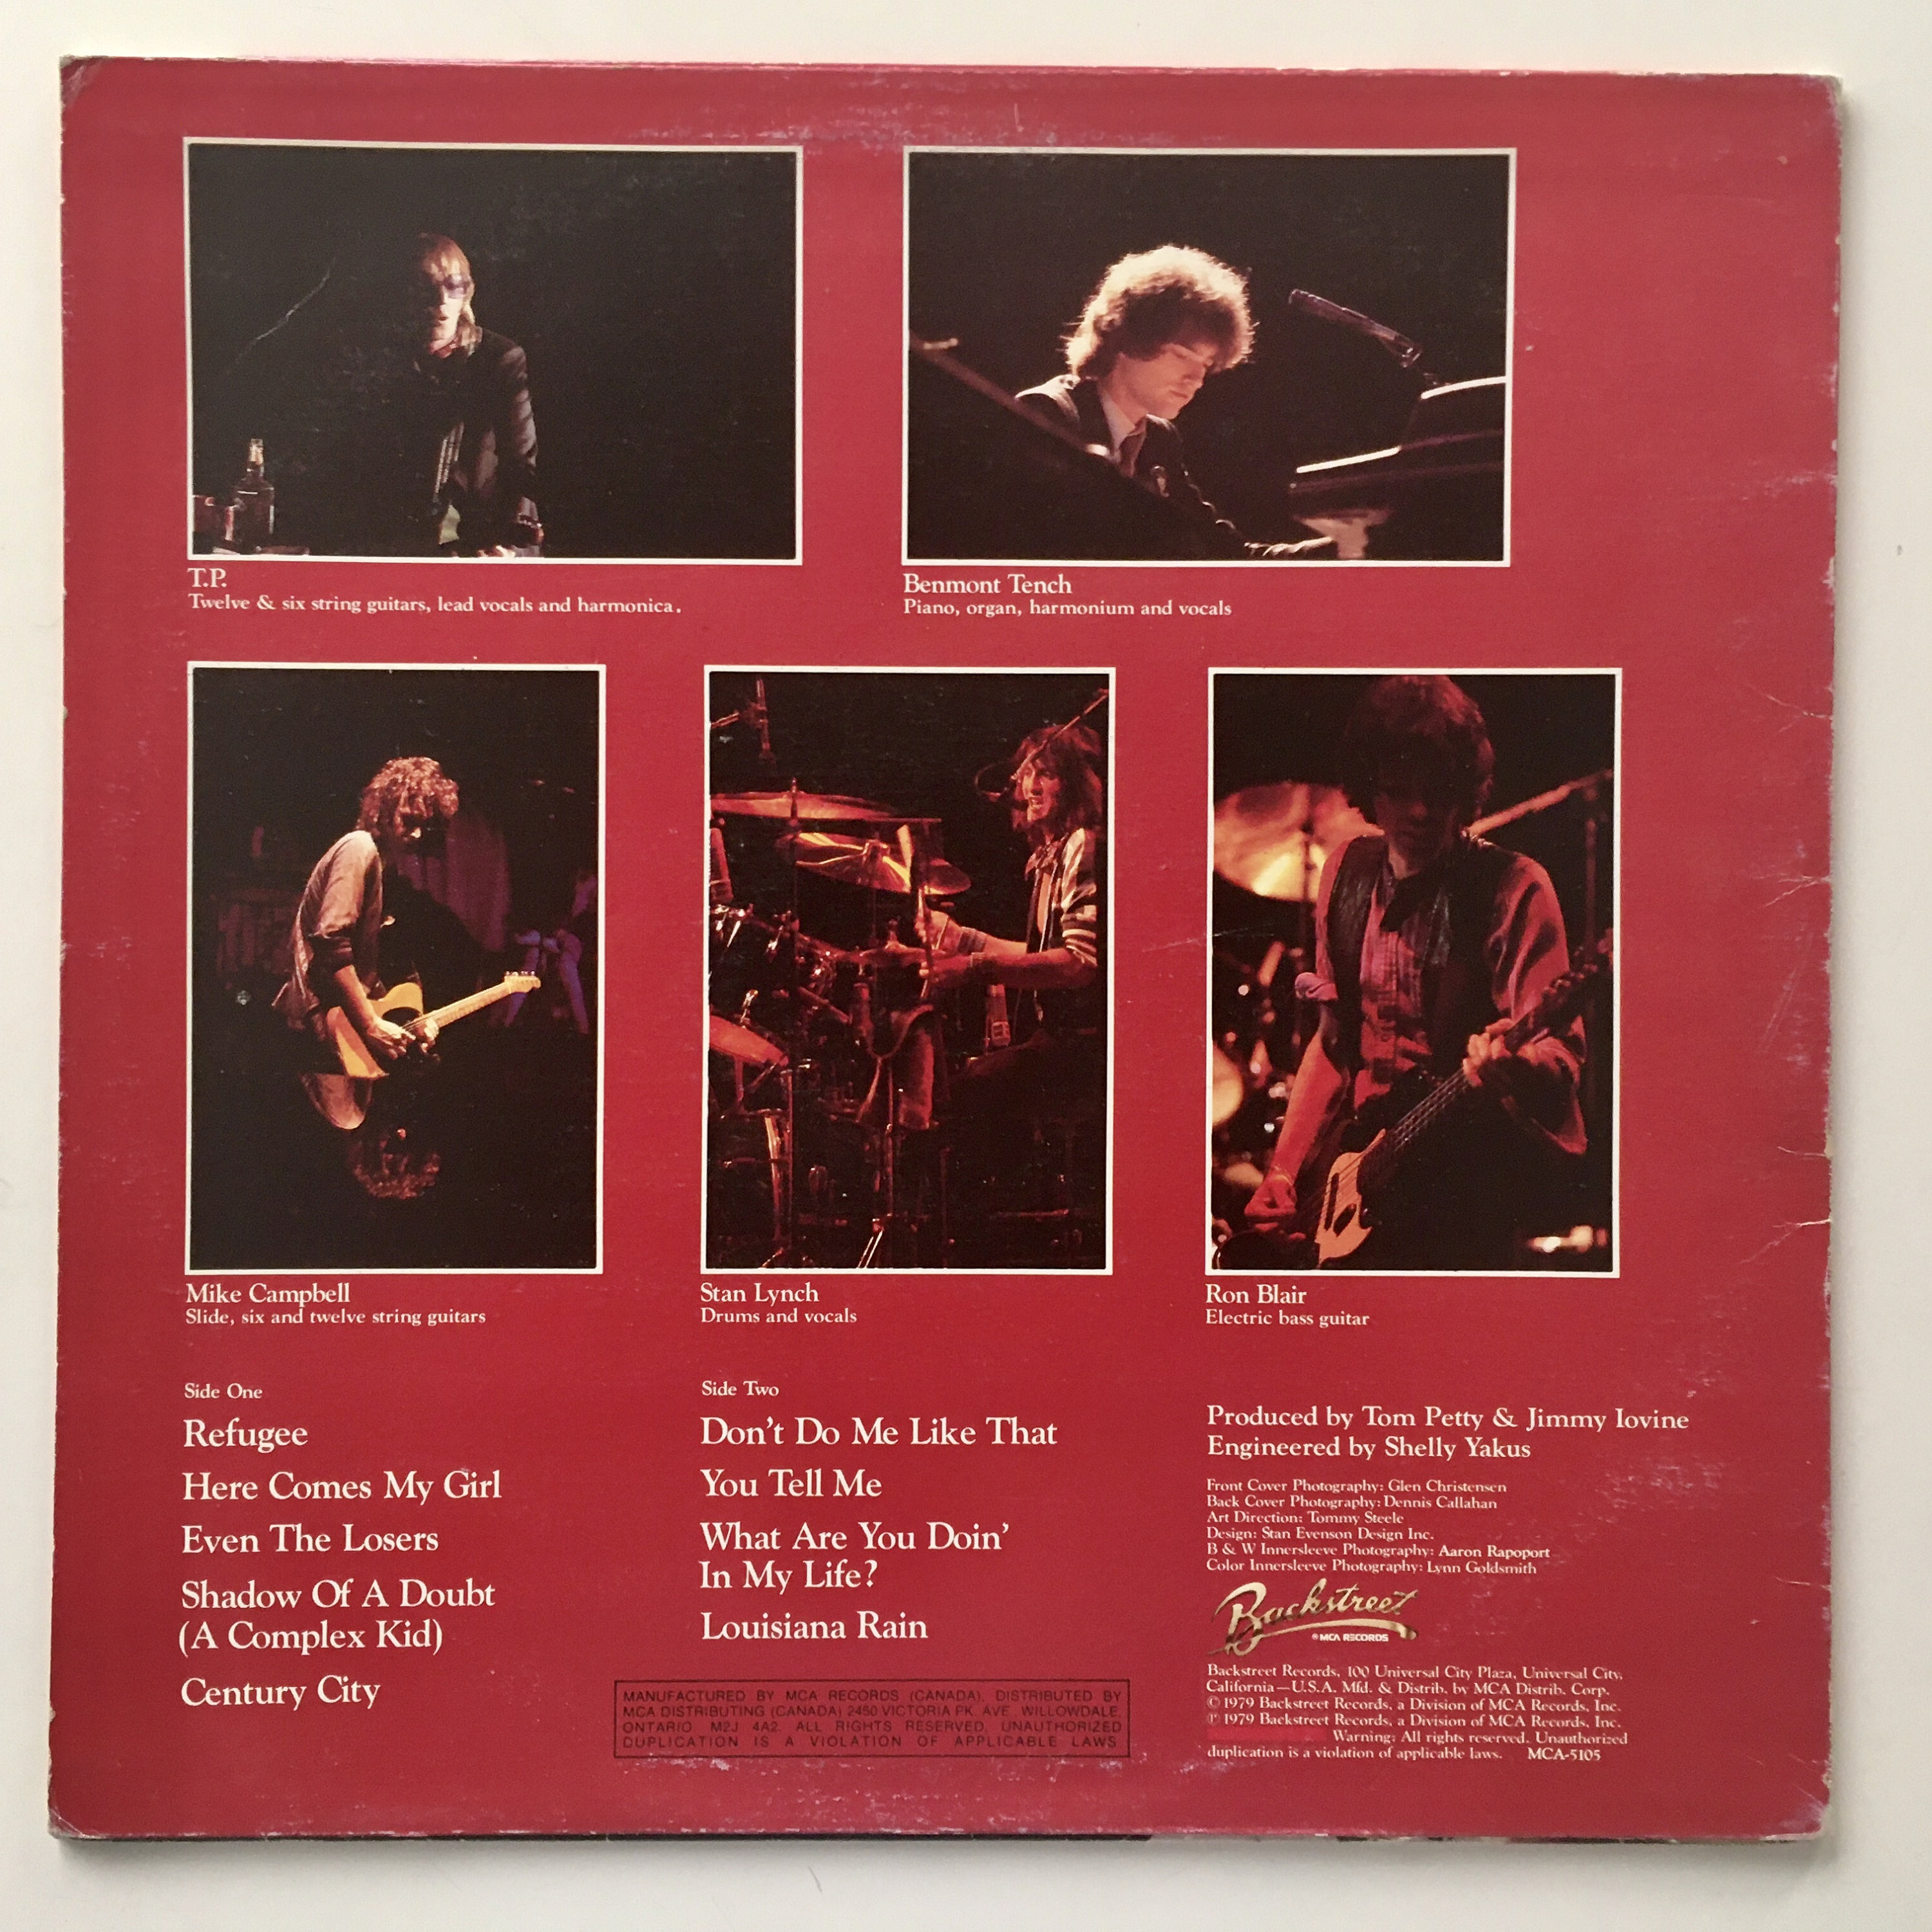 T.P.
Twelve & six string guitars, lead vocals and harmonica.
Benmont Tench
Piano, organ, harmonium and vocals
Mike Campbell
Slide, six and twelve string guitars
Stan Lynch
Drums and vocals
Ron Blair
Electric bass guitar
Side One
Refugee
Here Comes My Girl
Even The Losers
Shadow Of A Doubt
(A Complex Kid)
Century City
Side Two
Don't Do Me Like That
You Tell Me
What Are You Doin'
In My Life?
Louisiana Rain
MANUFACTURED BY MCA RECORDS (CANADA), DISTRIBUTED BY
MCA DISTRIBUTING (CANADA) 2450 VICTORIA PK. AVE., WILLOWDALE,
ONTARIO M2J 4A2. ALL RIGHTS RESERVED, UNAUTHORIZED
DUPLICATION IS A VIOLATION OF APPLICABLE LAWS
Produced by Tom Petty & Jimmy Iovine
Engineered by Shelly Yakus
Front Cover Photography: Glen Christensen
Back Cover Photography: Dennis Callahan
Art Direction: Tommy Steele
Design: Stan Evenson Design Inc.
B & W Innersleeve Photography: Aaron Rapoport
Color Innersleeve Photography: Lynn Goldsmith
Backstreet
® MCA RECORDS
Backstreet Records, 100 Universal City Plaza, Universal City,
California—U.S.A. Mfd. & Distrib. by MCA Distrib. Corp.
© 1979 Backstreet Records, a Division of MCA Records, Inc.
℗ 1979 Backstreet Records, a Division of MCA Records, Inc.
Warning: All rights reserved. Unauthorized
duplication is a violation of applicable laws. MCA-5105